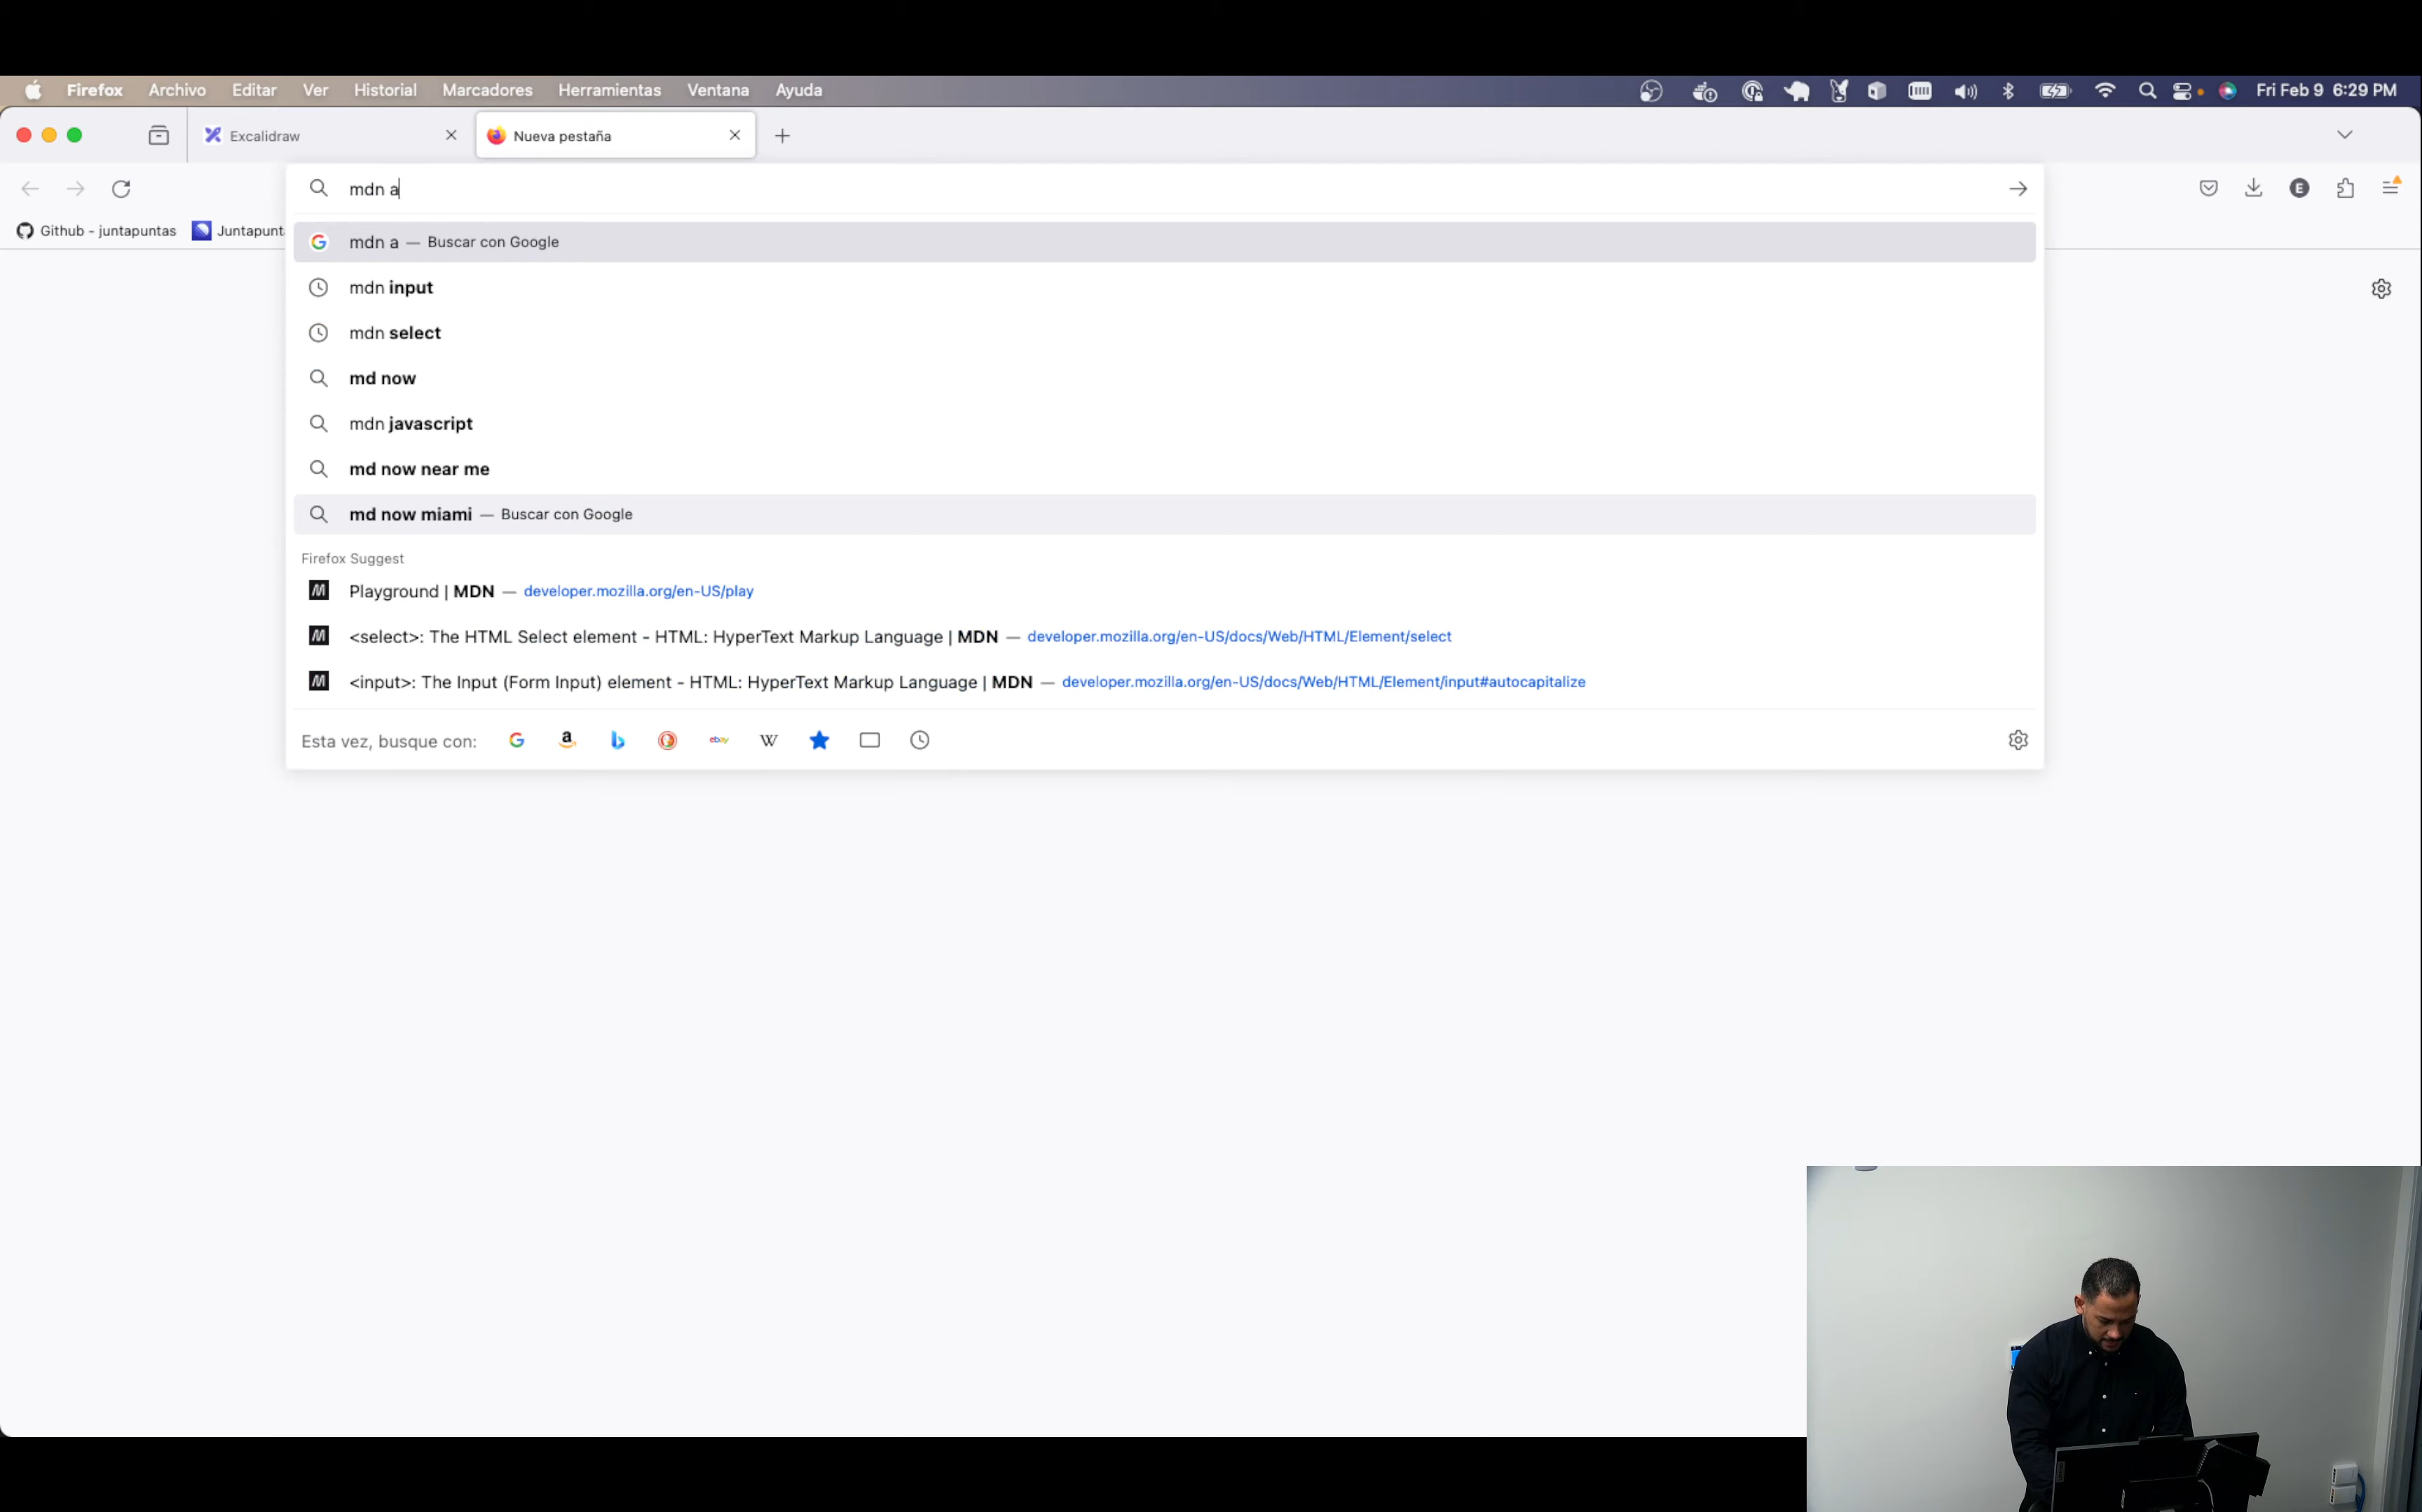 Firefox Archivo Editar Ver Historial Marcadores Herramientas Ventana Ayuda Fri Feb 9 6:29 PM
Excalidraw
Nueva pestaña
mdn a
Github - juntapuntas
Juntapunt
mdn a — Buscar con Google
mdn input
mdn select
md now
mdn javascript
md now near me
md now miami — Buscar con Google
Firefox Suggest
Playground | MDN — developer.mozilla.org/en-US/play
<select>: The HTML Select element - HTML: HyperText Markup Language | MDN — developer.mozilla.org/en-US/docs/Web/HTML/Element/select
<input>: The Input (Form Input) element - HTML: HyperText Markup Language | MDN — developer.mozilla.org/en-US/docs/Web/HTML/Element/input#autocapitalize
Esta vez, busque con:
ebay